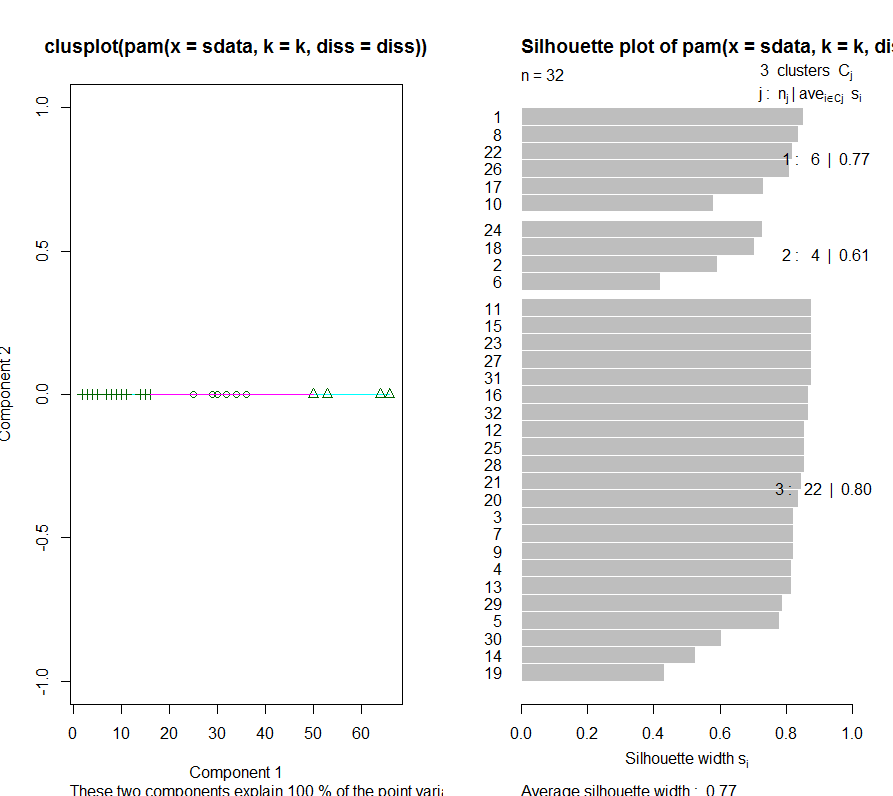 clusplot(pam(x = sdata, k = k, diss = diss))
1.0
0.5
0.0
-0.5
-1.0
Component 2
0 10 20 30 40 50 60
Component 1
These two components explain 100 % of the point vari
Silhouette plot of pam(x = sdata, k = k, di
n = 32
3 clusters Cj
j : nj | avei∈Cj si
1
8
22
26
17
10
1 : 6 | 0.77
24
18
2
6
2 : 4 | 0.61
11
15
23
27
31
16
32
12
25
28
21
20
3
7
9
4
13
29
5
30
14
19
3 : 22 | 0.80
0.0 0.2 0.4 0.6 0.8 1.0
Silhouette width si
Average silhouette width : 0.77